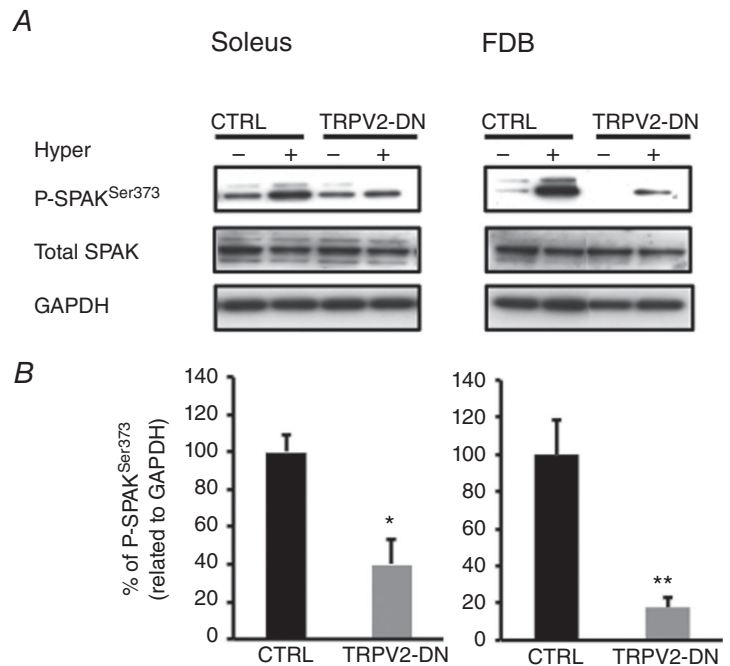 A
Soleus FDB
CTRL TRPV2-DN CTRL TRPV2-DN
Hyper − + − + − + − +
P-SPAK^Ser373
Total SPAK
GAPDH
B
% of P-SPAK^Ser373
(related to GAPDH)
140
120
100
80
60
40
20
0
*
CTRL TRPV2-DN
140
120
100
80
60
40
20
0
**
CTRL TRPV2-DN